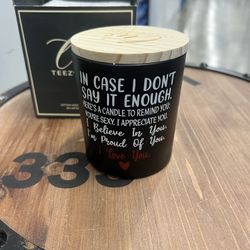 TEEZ
IN CASE I DON'T
SAY IT ENOUGH.
HERE'S A CANDLE TO REMIND YOU:
YOU'RE SEXY. I APPRECIATE YOU.
I Believe In You.
I'm Proud Of You.
I Love You.
333